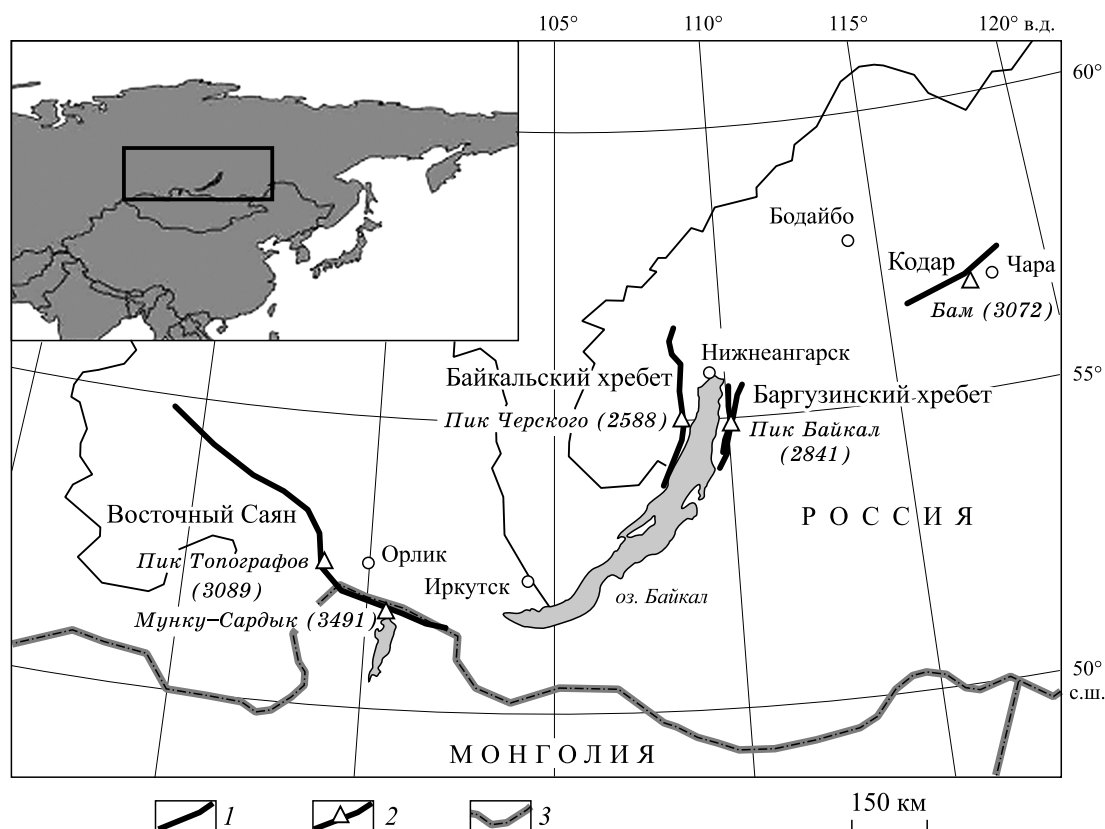 105°
110°
115°
120° в.д.
60°
Бодайбо
Кодар
Чара
Бам (3072)
Нижнеангарск
55°
Байкальский хребет
Баргузинский хребет
Пик Черского (2588)
Пик Байкал
(2841)
Восточный Саян
РОССИЯ
Пик Топографов
(3089)
Орлик
Иркутск
оз. Байкал
Мунку–Сардык (3491)
50°
с.ш.
МОНГОЛИЯ
1
2
3
150 км